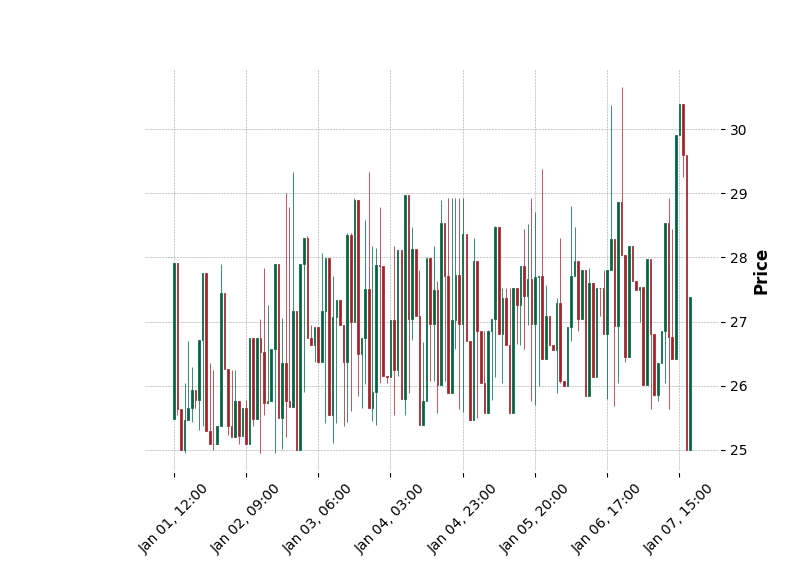 30
29
28
27
26
25
Price
Jan 01, 12:00
Jan 02, 09:00
Jan 03, 06:00
Jan 04, 03:00
Jan 04, 23:00
Jan 05, 20:00
Jan 06, 17:00
Jan 07, 15:00